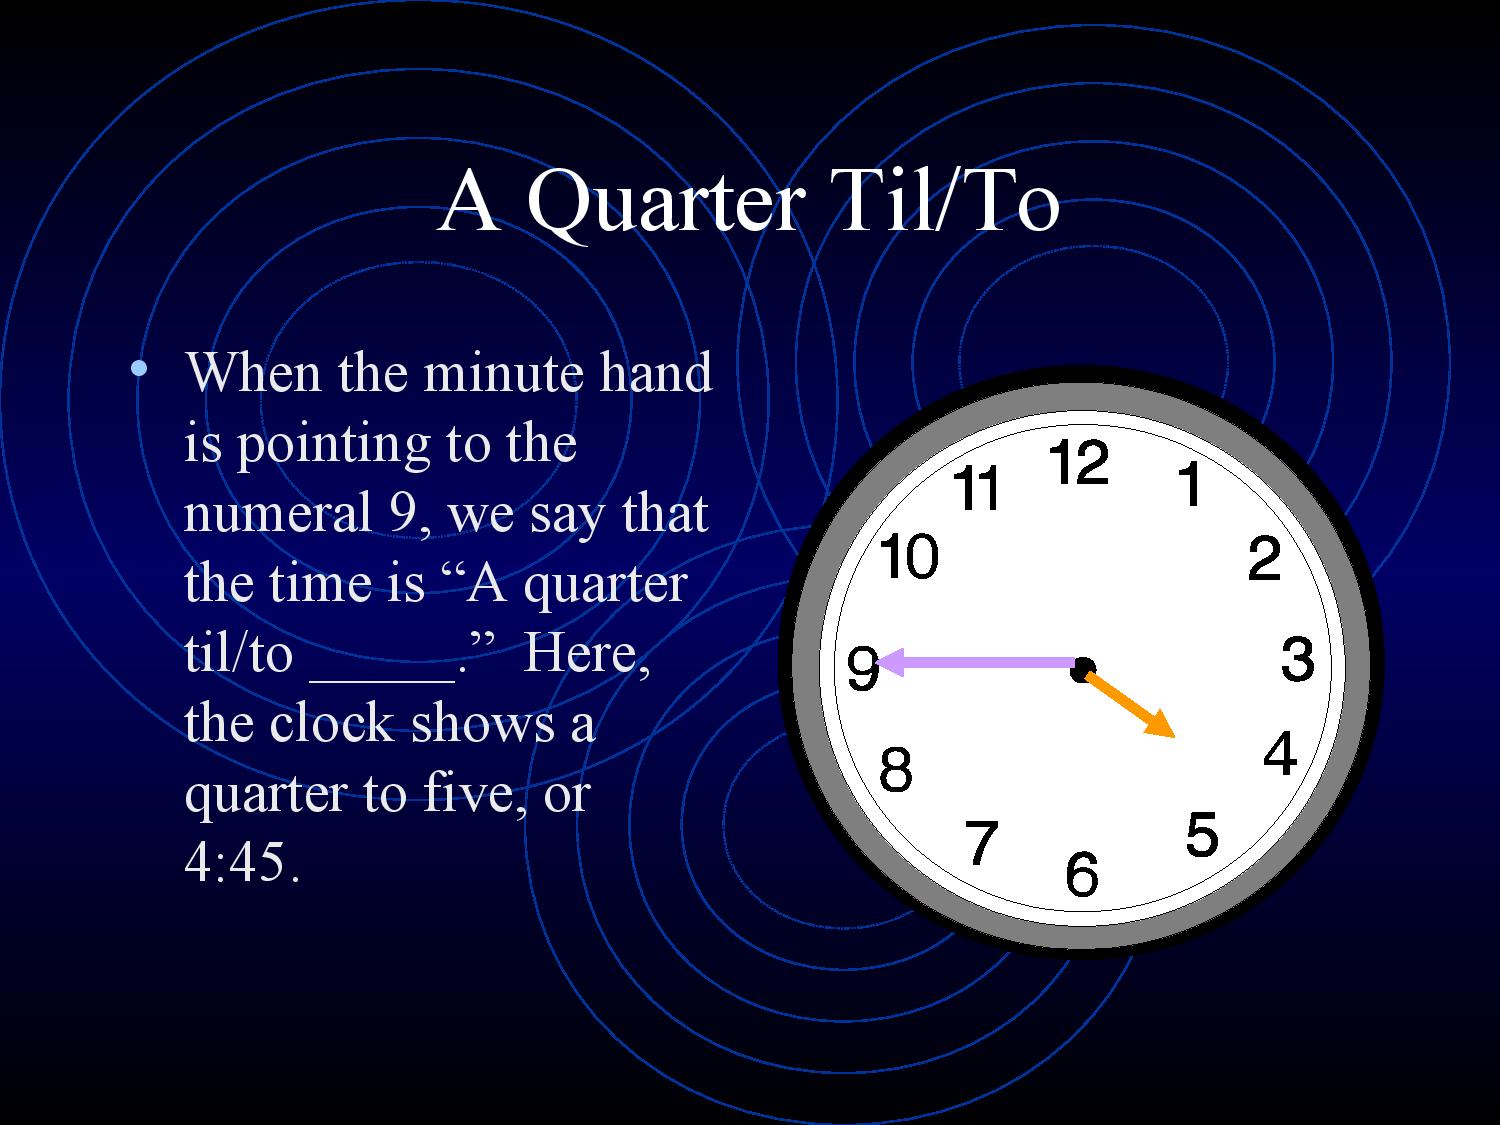 A Quarter Til/To
• When the minute hand
is pointing to the
numeral 9, we say that
the time is “A quarter
til/to _____.”  Here,
the clock shows a
quarter to five, or
4:45.
12
11
1
10
2
9
3
8
4
7
5
6